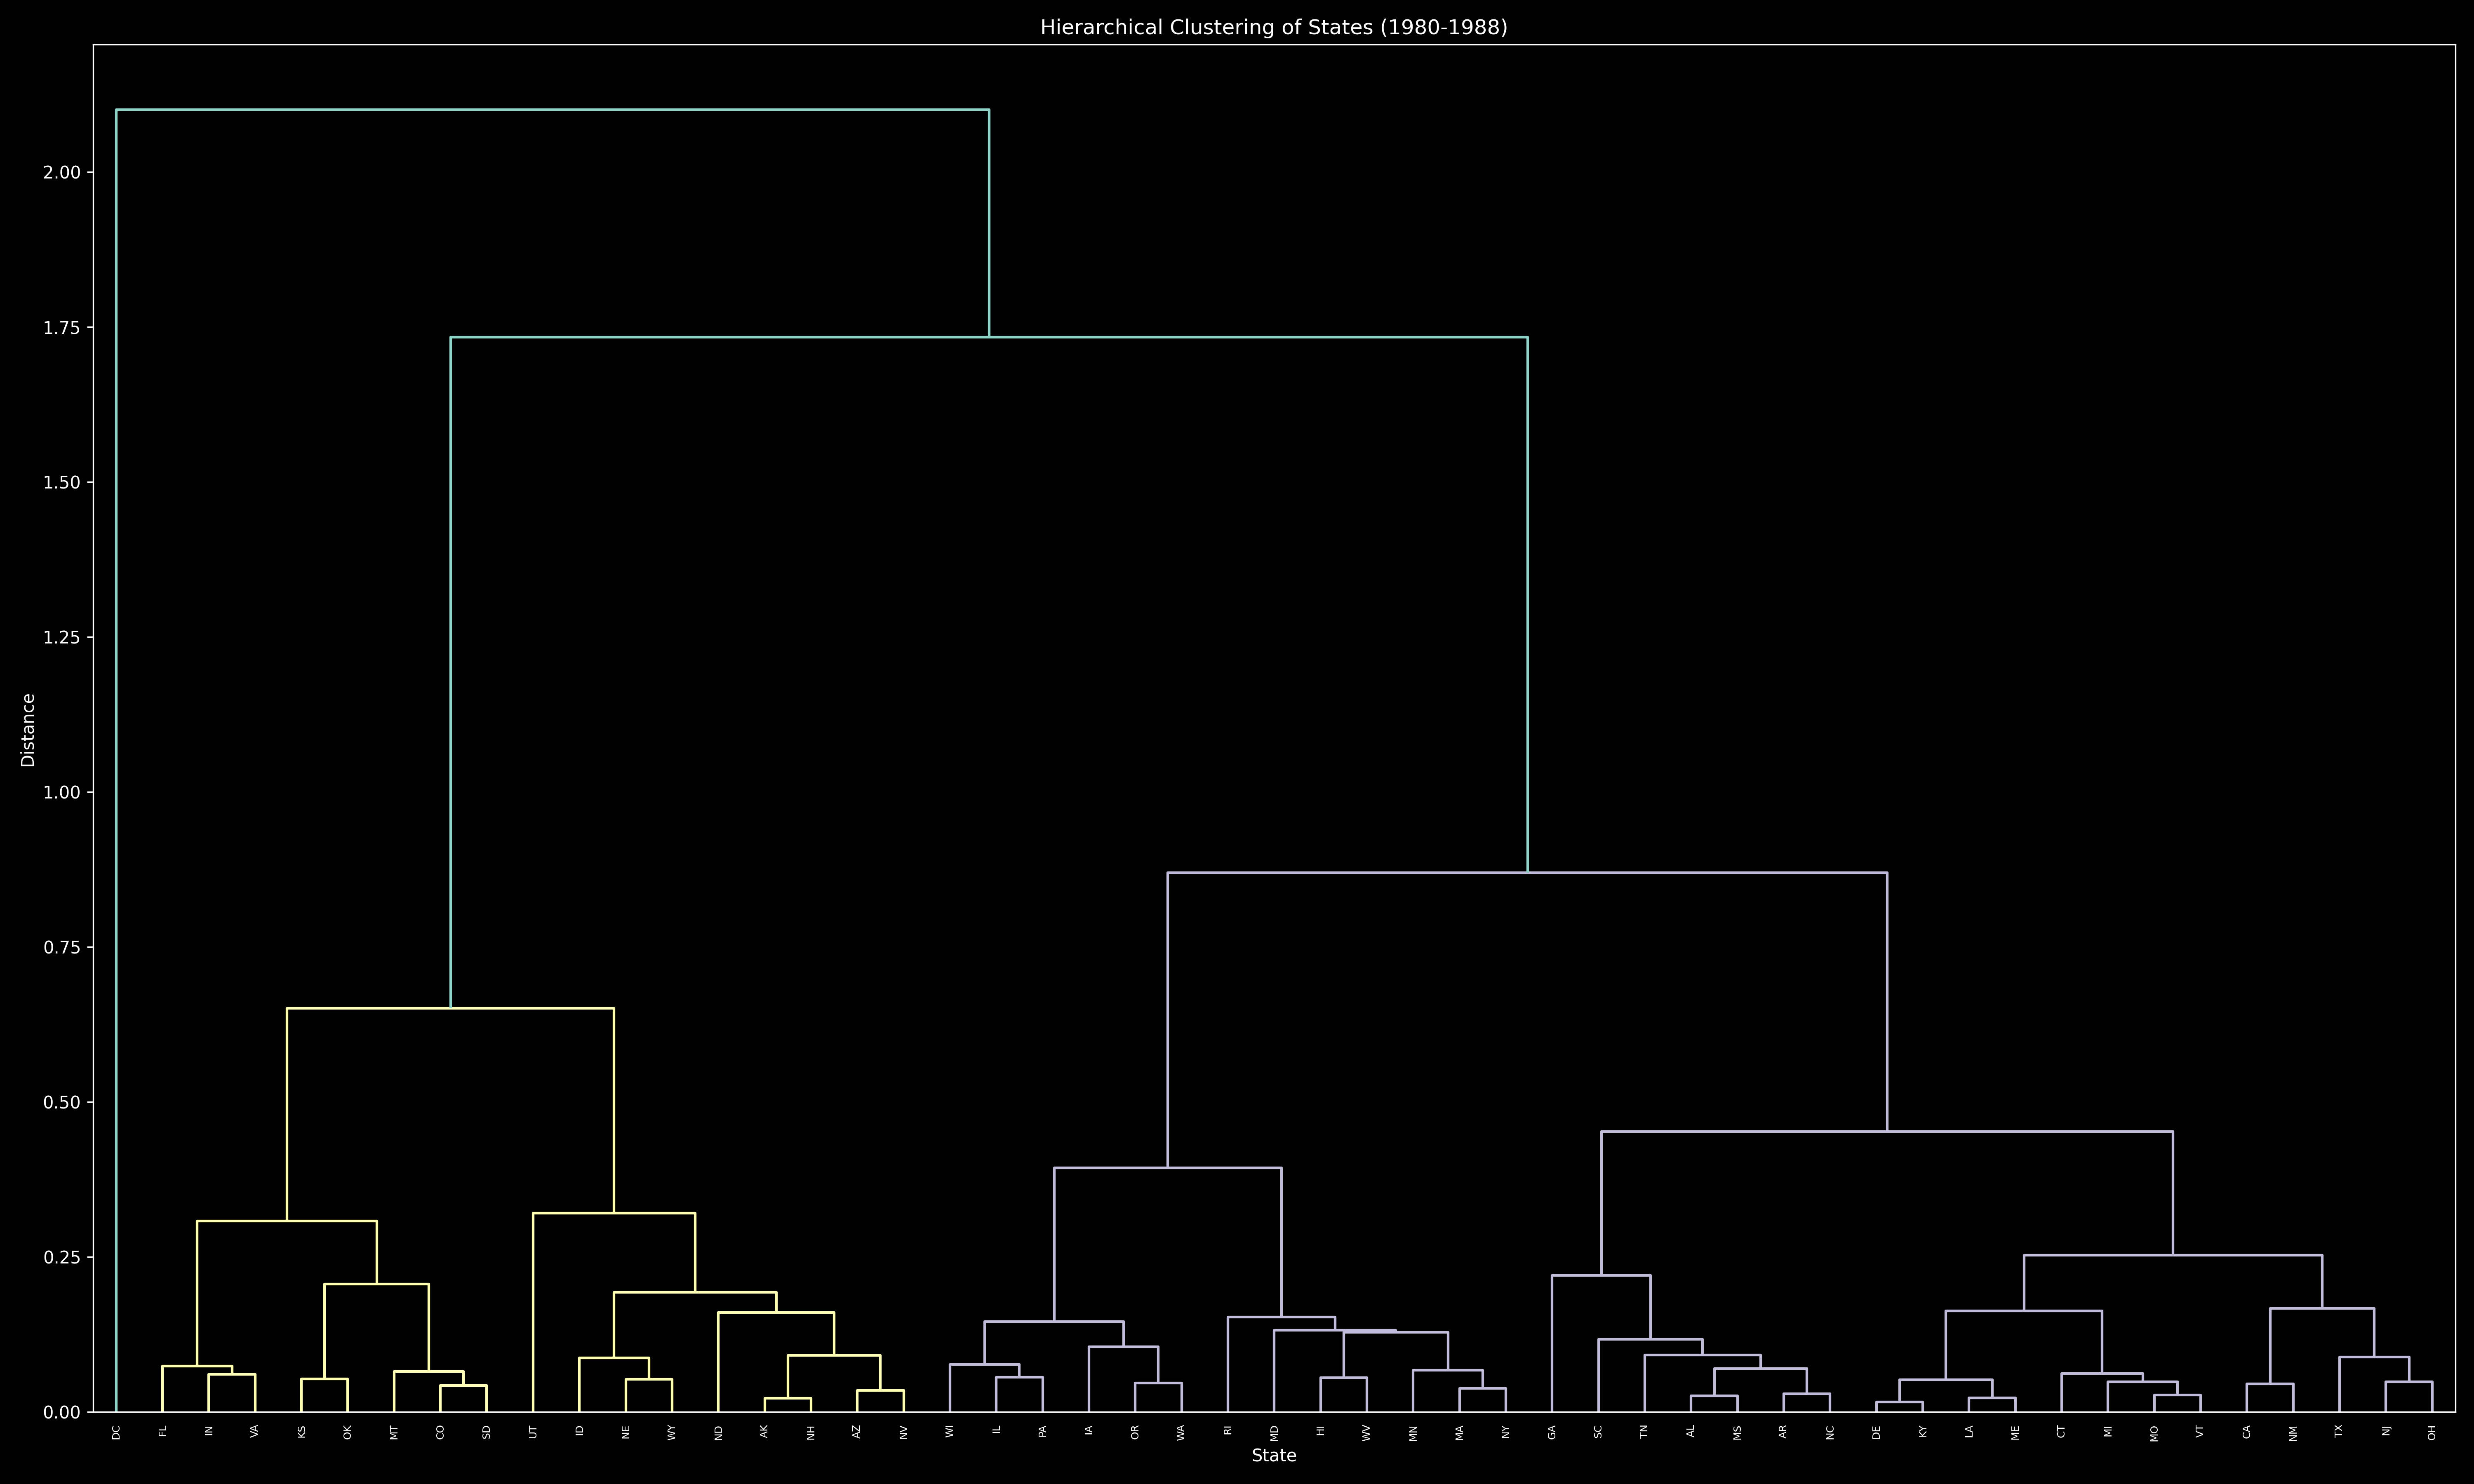 Hierarchical Clustering of States (1980-1988)
Distance
2.00
1.75
1.50
1.25
1.00
0.75
0.50
0.25
0.00
DC FL IN VA KS OK MT CO SD UT ID NE WY ND AK NH AZ NV WI IL PA IA OR WA RI MD HI WV MN MA NY GA SC TN AL MS AR NC DE KY LA ME CT MI MO VT CA NM TX NJ OH
State